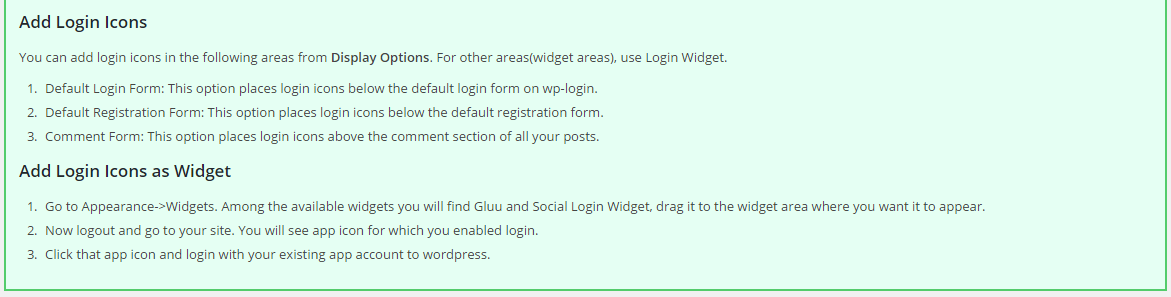 Add Login Icons
You can add login icons in the following areas from Display Options. For other areas(widget areas), use Login Widget.
1. Default Login Form: This option places login icons below the default login form on wp-login.
2. Default Registration Form: This option places login icons below the default registration form.
3. Comment Form: This option places login icons above the comment section of all your posts.
Add Login Icons as Widget
1. Go to Appearance->Widgets. Among the available widgets you will find Gluu and Social Login Widget, drag it to the widget area where you want it to appear.
2. Now logout and go to your site. You will see app icon for which you enabled login.
3. Click that app icon and login with your existing app account to wordpress.